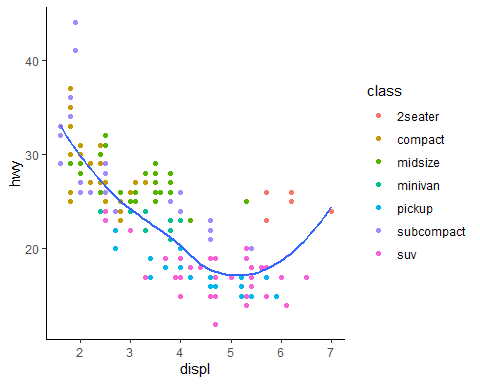 40
30
20
hwy
2 3 4 5 6 7
displ
class
2seater
compact
midsize
minivan
pickup
subcompact
suv